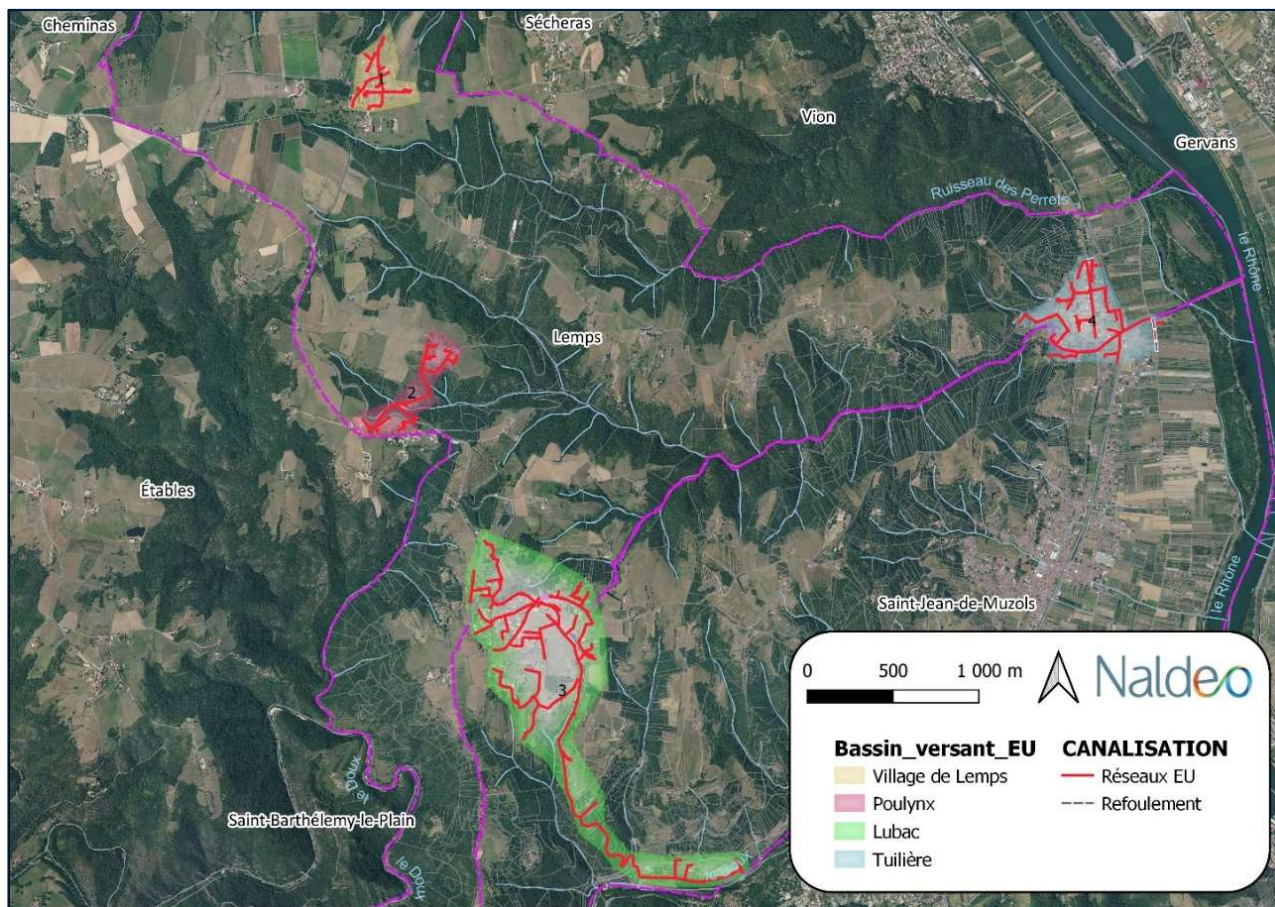 Cheminas
Sécheras
1
Vion
Gervans
Ruisseau des Perrets
le Rhône
4
Lemps
2
Étables
Saint-Jean-de-Muzols
le Rhône
3
le Doux
Saint-Barthélemy-le-Plain
le Doux
0 500 1 000 m
Naldeo
Bassin_versant_EU
Village de Lemps
Poulynx
Lubac
Tuilière
CANALISATION
Réseaux EU
Refoulement